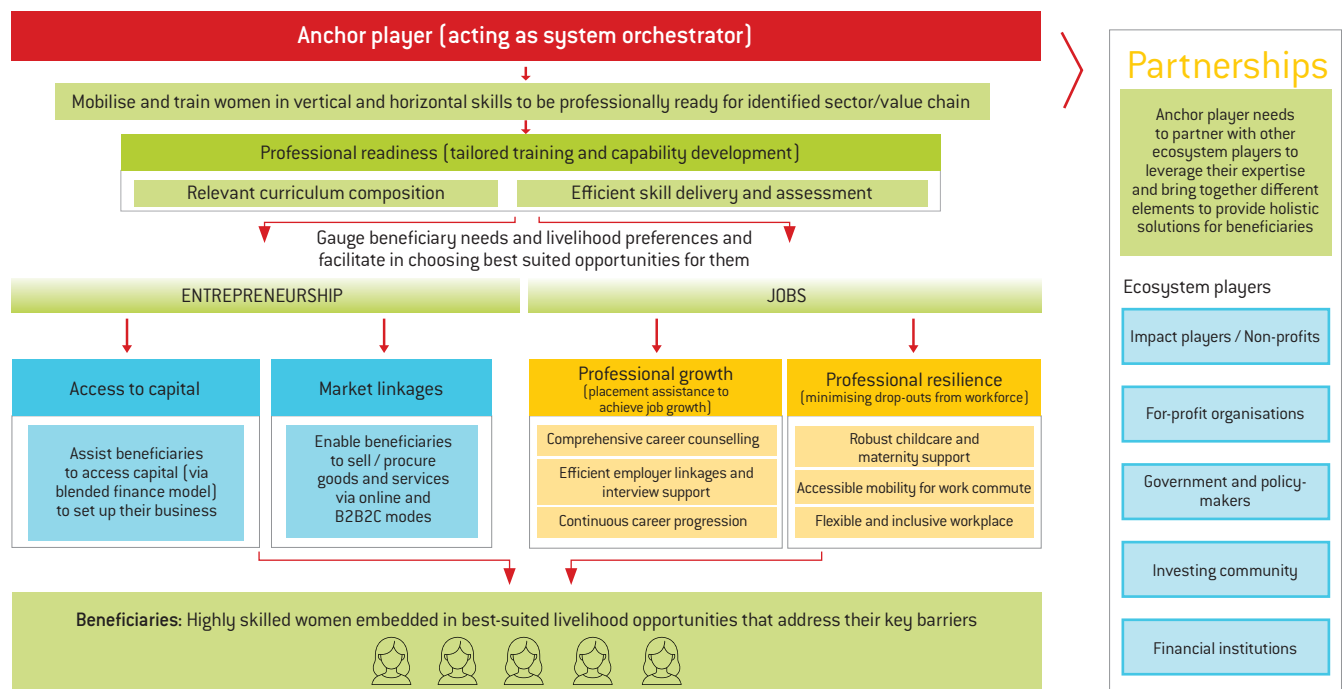 Anchor player (acting as system orchestrator)
Mobilise and train women in vertical and horizontal skills to be professionally ready for identified sector/value chain
Professional readiness (tailored training and capability development)
Relevant curriculum composition
Efficient skill delivery and assessment
Gauge beneficiary needs and livelihood preferences and
facilitate in choosing best suited opportunities for them
ENTREPRENEURSHIP
JOBS
Access to capital
Assist beneficiaries
to access capital (via
blended finance model)
to set up their business
Market linkages
Enable beneficiaries
to sell / procure
goods and services
via online and
B2B2C modes
Professional growth
(placement assistance to
achieve job growth)
Comprehensive career counselling
Efficient employer linkages and
interview support
Continuous career progression
Professional resilience
(minimising drop-outs from workforce)
Robust childcare and
maternity support
Accessible mobility for work commute
Flexible and inclusive workplace
Beneficiaries: Highly skilled women embedded in best-suited livelihood opportunities that address their key barriers
Partnerships
Anchor player needs
to partner with other
ecosystem players to
leverage their expertise
and bring together different
elements to provide holistic
solutions for beneficiaries
Ecosystem players
Impact players / Non-profits
For-profit organisations
Government and policy-
makers
Investing community
Financial institutions